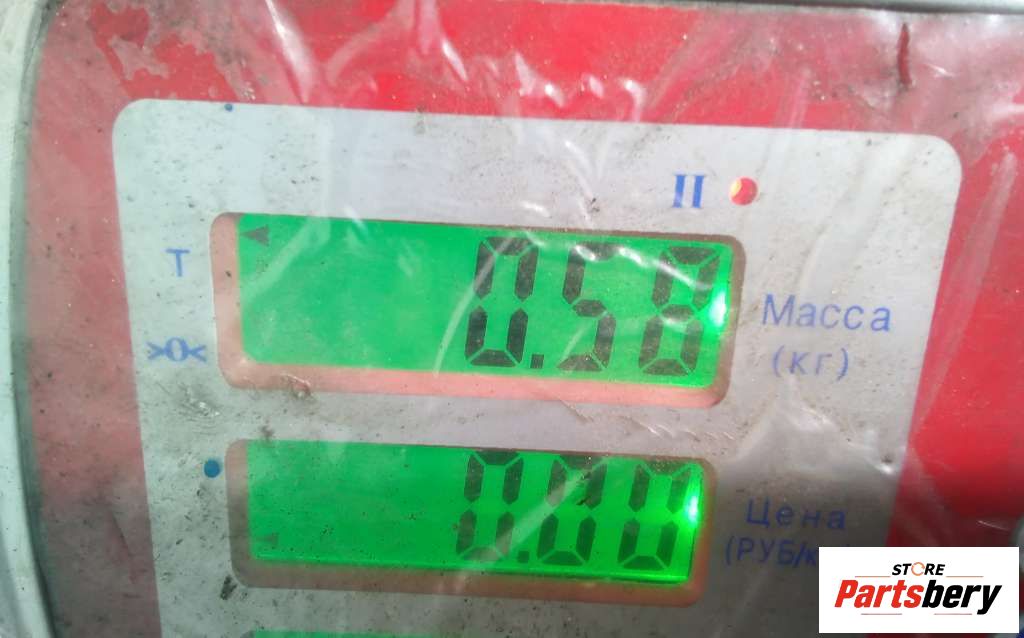 II
T
0.58
Масса
(кг)
>0<
0.00
Цена
STORE
Partsbery